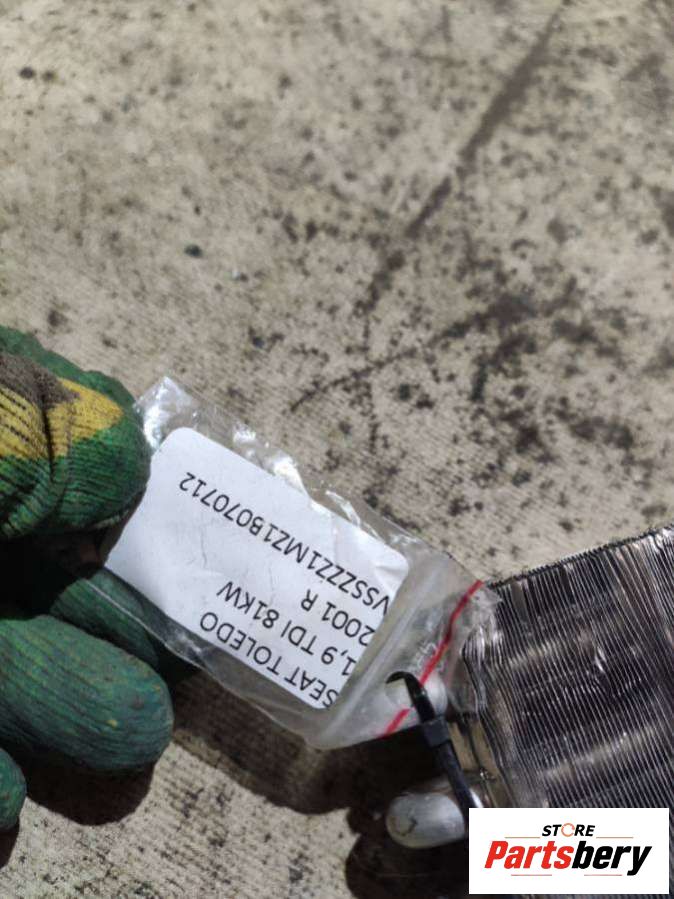 SEAT TOLEDO
1,9 TDI 81KW
2001 R
VSSZZZ1MZ1B070712
STORE
Partsbery